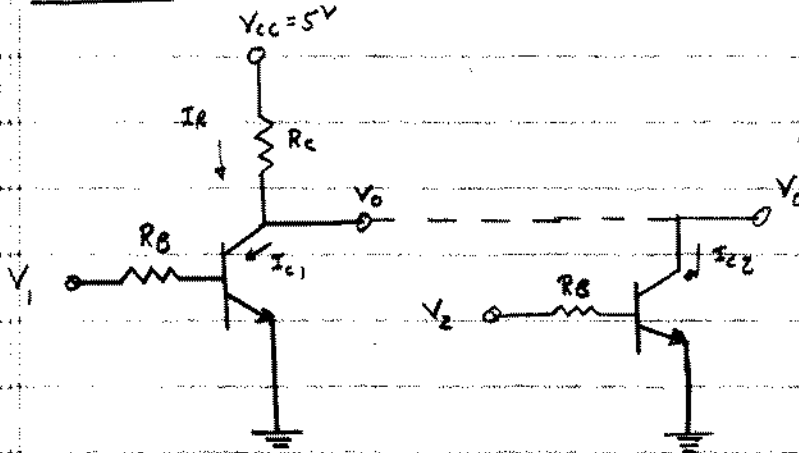 Vcc = 5V
IR
Rc
Vo
Vo
RB
Ic1
Ic2
V1
RB
V2